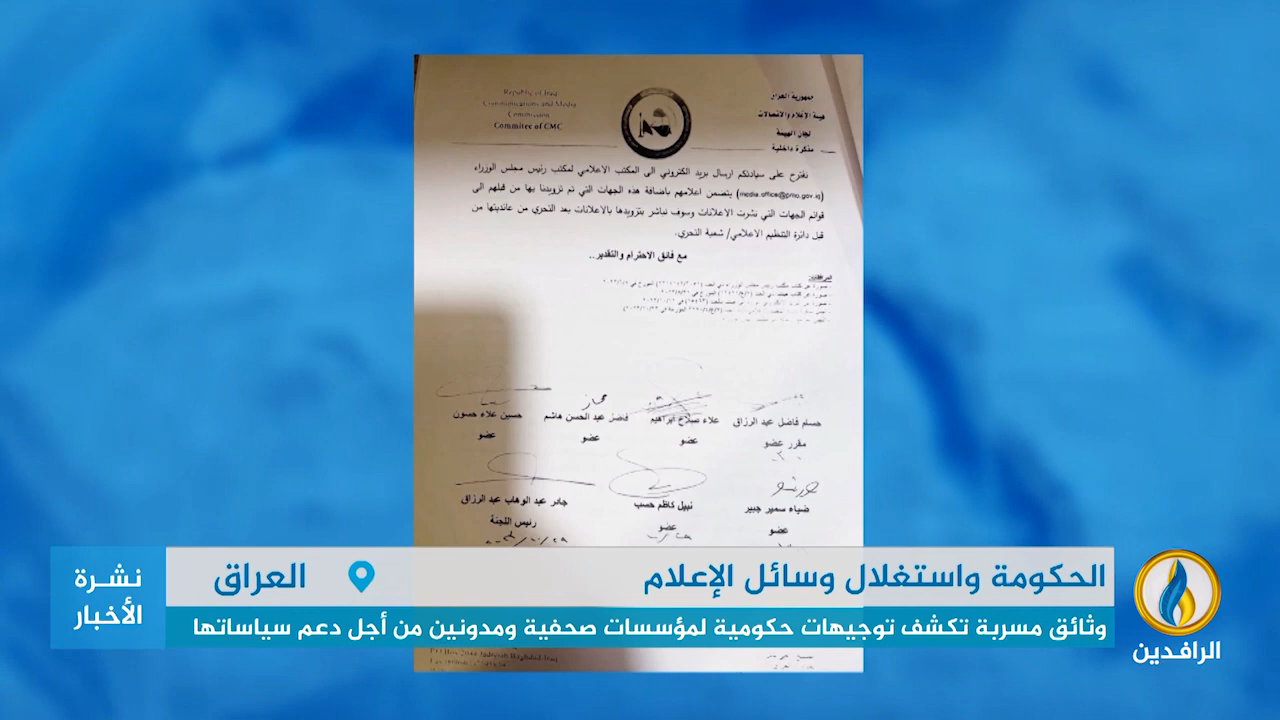 Republic of Iraq
Communications and Media
Commission
Commitee of CMC
جمهورية العراق
هيئة الإعلام والاتصالات
لجان الهيئة
مذكرة داخلية
نقترح على سيادتكم ارسال بريد الكتروني الى المكتب الاعلامي لمكتب رئيس مجلس الوزراء
(media.office@pmo.gov.iq) يتضمن اعلامهم باضافة هذه الجهات التي تم تزويدنا بها من قبلهم الى
قوائم الجهات التي نشرت الاعلانات وسوف نباشر بتزويدها بالاعلانات بعد التحري من عائديتها من
قبل دائرة التنظيم الاعلامي/ شعبة التحري.
مع فائق الاحترام والتقدير..
المرافقات:
حسام فاضل عبد الرزاق
مقرر عضو
علاء صلاح ابراهيم
عضو
فاضل عبد الحسن هاشم
عضو
حسين علاء حسون
عضو
ضياء سمير جبير
عضو
نبيل كاظم حسب
عضو
جابر عبد الوهاب عبد الرزاق
رئيس اللجنة
الحكومة واستغلال وسائل الإعلام
العراق
نشرة
الأخبار
وثائق مسربة تكشف توجيهات حكومية لمؤسسات صحفية ومدونين من أجل دعم سياساتها
الرافدين